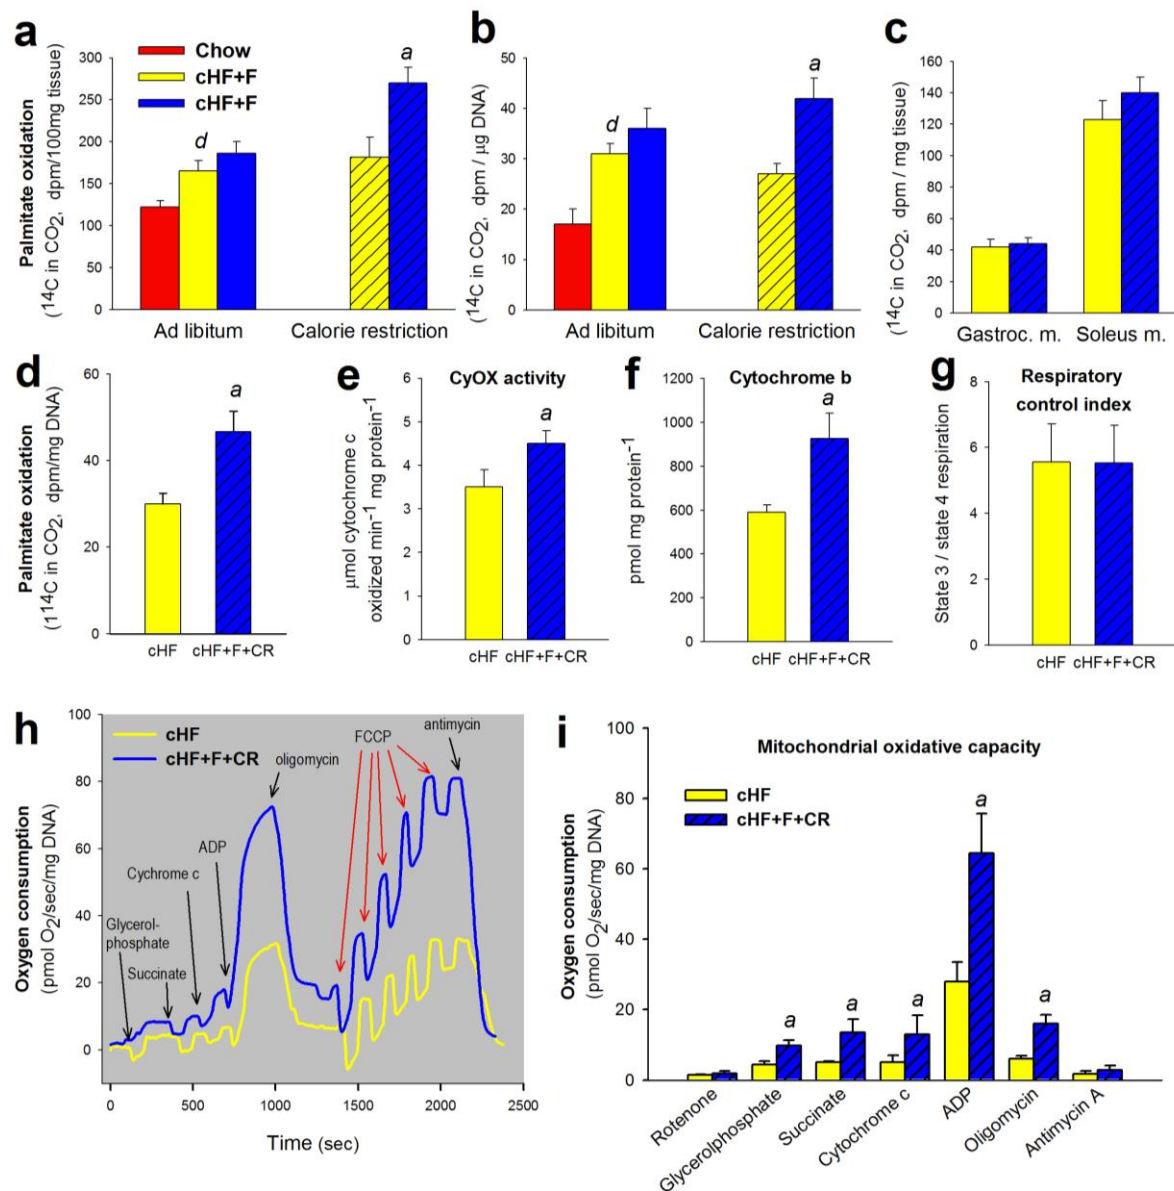 a
Chow
cHF+F
cHF+F
Palmitate oxidation
(14C in CO2, dpm/100mg tissue)
300
250
200
150
100
50
0
d
a
Ad libitum
Calorie restriction
b
(14C in CO2, dpm / µg DNA)
50
40
30
20
10
0
d
a
Ad libitum
Calorie restriction
c
(14C in CO2, dpm / mg tissue)
160
140
120
100
80
60
40
20
0
Gastroc. m.
Soleus m.
d
Palmitate oxidation
(114C in CO2, dpm/mg DNA)
60
40
20
0
a
cHF
cHF+F+CR
e
CyOX activity
µmol cytochrome c
oxidized min-1 mg protein-1
6
5
4
3
2
1
0
a
cHF
cHF+F+CR
f
Cytochrome b
pmol mg protein-1
1200
1000
800
600
400
200
0
a
cHF
cHF+F+CR
g
Respiratory
control index
State 3 / state 4 respiration
8
6
4
2
0
cHF
cHF+F+CR
h
cHF
cHF+F+CR
Oxygen consumption
(pmol O2/sec/mg DNA)
100
80
60
40
20
0
Glycerol-
phosphate
Succinate
Cychrome c
ADP
oligomycin
FCCP
antimycin
0
500
1000
1500
2000
2500
Time (sec)
i
Mitochondrial oxidative capacity
cHF
cHF+F+CR
Oxygen consumption
(pmol O2/sec/mg DNA)
100
80
60
40
20
0
a
a
a
a
a
Rotenone
Glycerolphosphate
Succinate
Cytochrome c
ADP
Oligomycin
Antimycin A